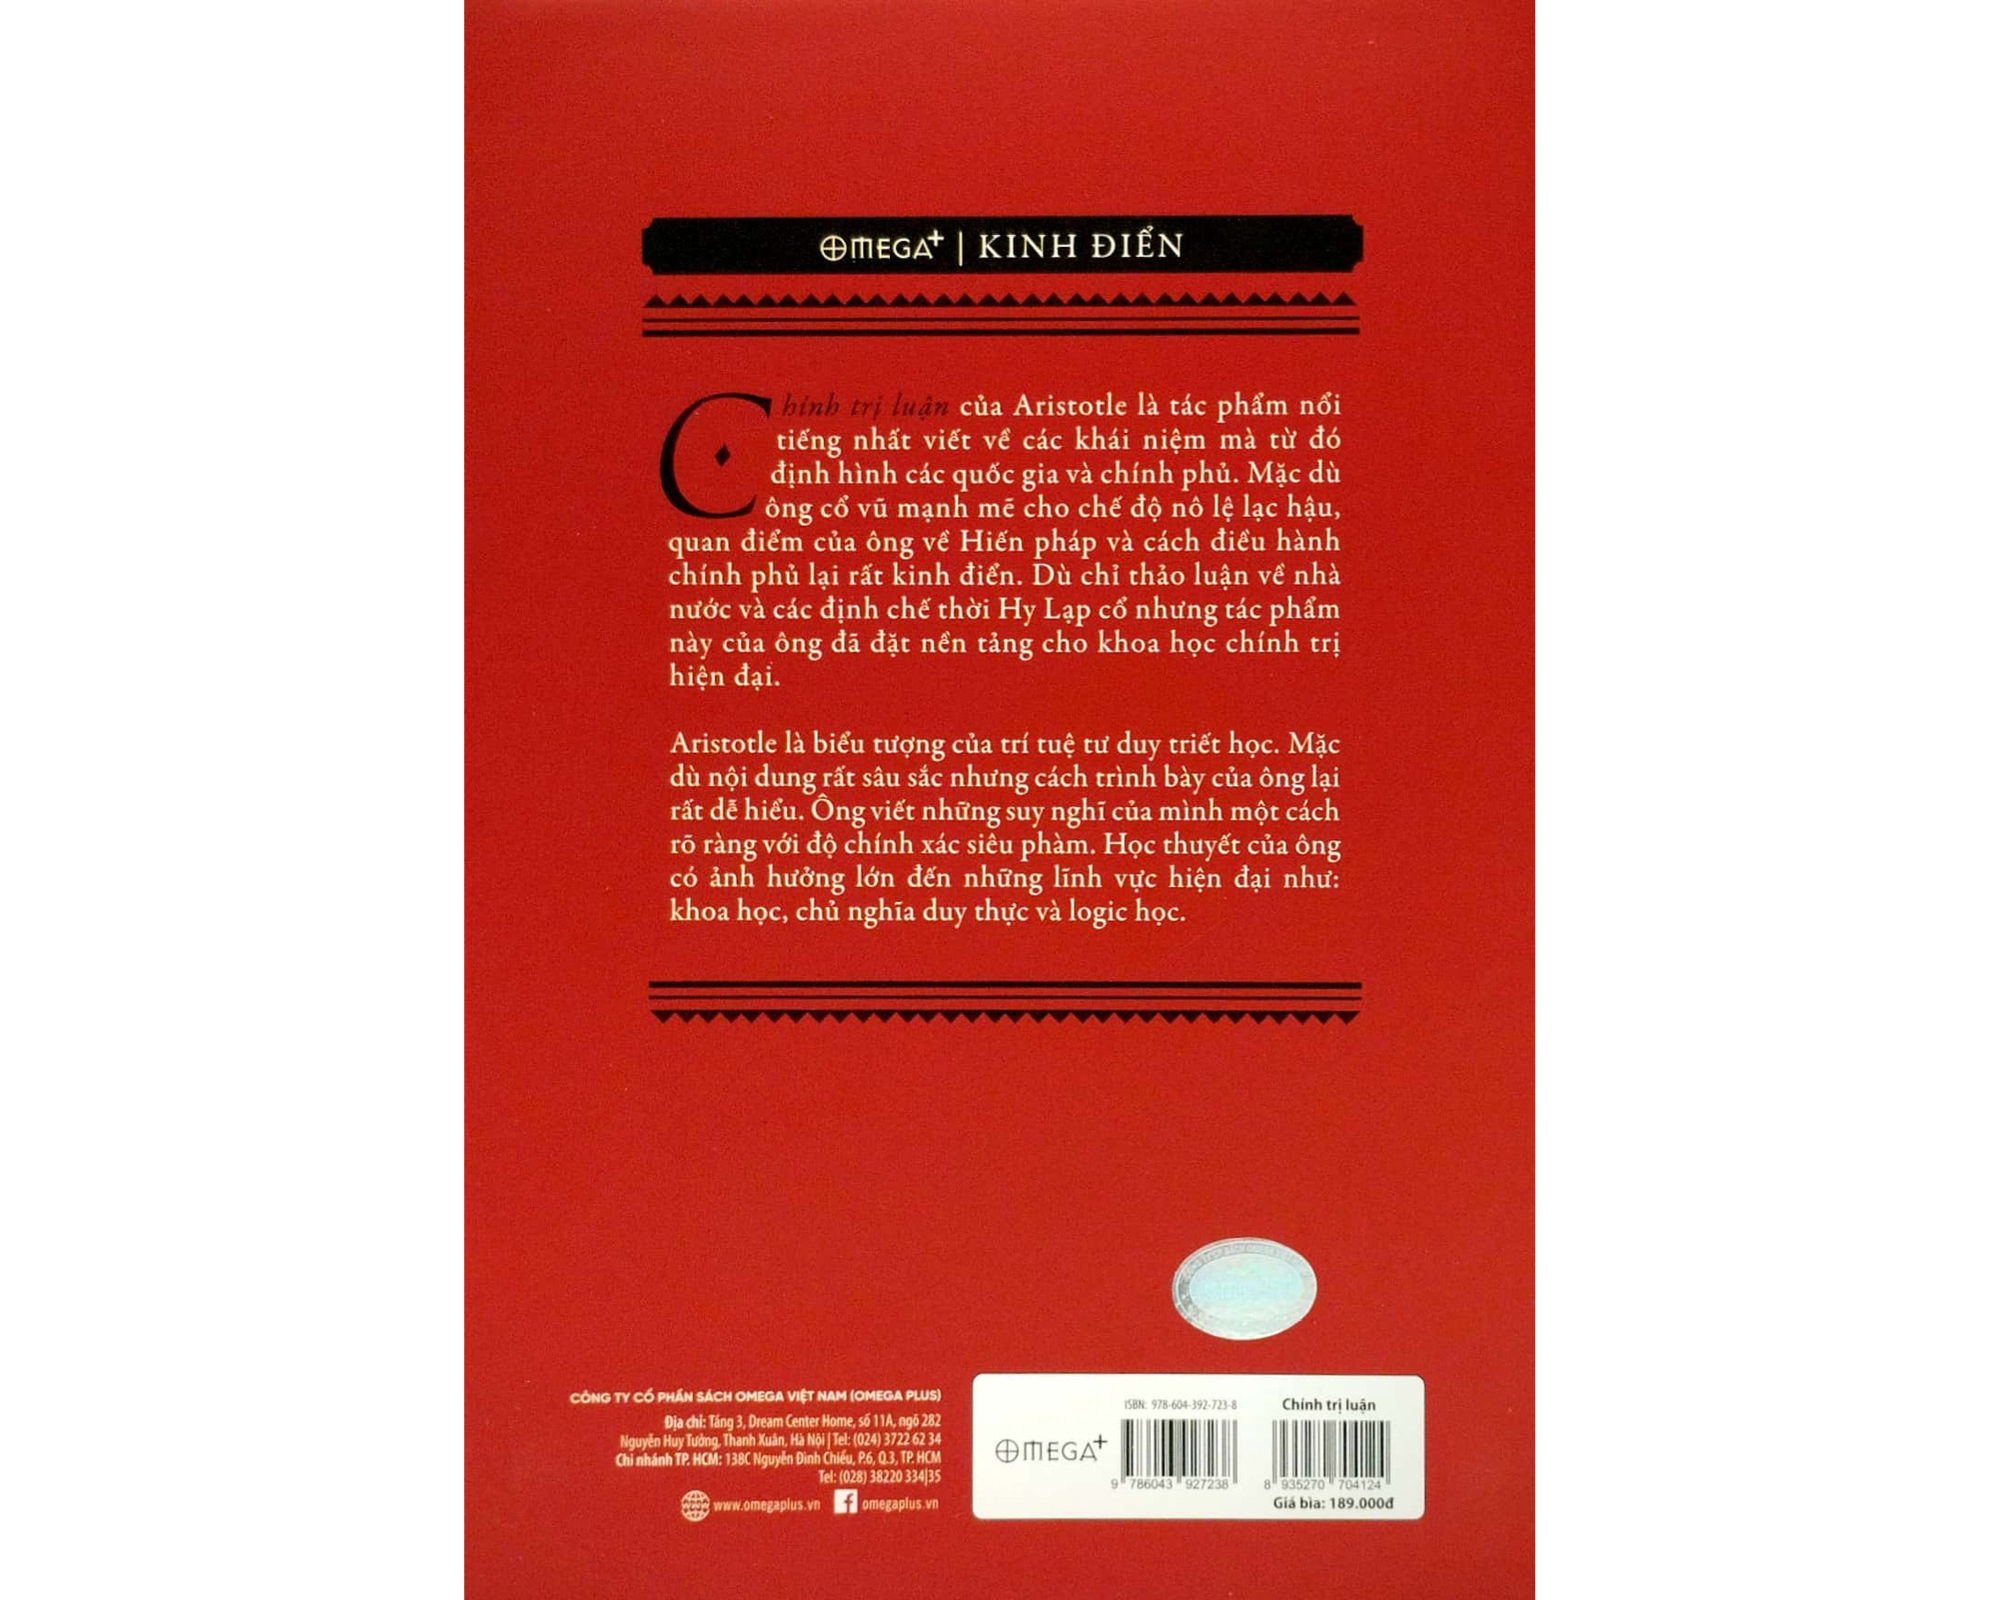 OMEGA+ | KINH ĐIỂN
Chính trị luận của Aristotle là tác phẩm nổi
tiếng nhất viết về các khái niệm mà từ đó
định hình các quốc gia và chính phủ. Mặc dù
ông cổ vũ mạnh mẽ cho chế độ nô lệ lạc hậu,
quan điểm của ông về Hiến pháp và cách điều hành
chính phủ lại rất kinh điển. Dù chỉ thảo luận về nhà
nước và các định chế thời Hy Lạp cổ nhưng tác phẩm
này của ông đã đặt nền tảng cho khoa học chính trị
hiện đại.
Aristotle là biểu tượng của trí tuệ tư duy triết học. Mặc
dù nội dung rất sâu sắc nhưng cách trình bày của ông lại
rất dễ hiểu. Ông viết những suy nghĩ của mình một cách
rõ ràng với độ chính xác siêu phàm. Học thuyết của ông
có ảnh hưởng lớn đến những lĩnh vực hiện đại như:
khoa học, chủ nghĩa duy thực và logic học.
CÔNG TY CỔ PHẦN SÁCH OMEGA VIỆT NAM (OMEGA PLUS)
Địa chỉ: Tầng 3, Dream Center Home, số 11A, ngõ 282
Nguyễn Huy Tưởng, Thanh Xuân, Hà Nội | Tel: (024) 3722 62 34
Chi nhánh TP. HCM: 138C Nguyễn Đình Chiểu, P.6, Q.3, TP. HCM
Tel: (028) 38220 334|35
www.omegaplus.vn omegaplus.vn
OMEGA+
ISBN: 978-604-392-723-8
9 786043 927238
Chính trị luận
8 935270 704124
Giá bìa: 189.000đ